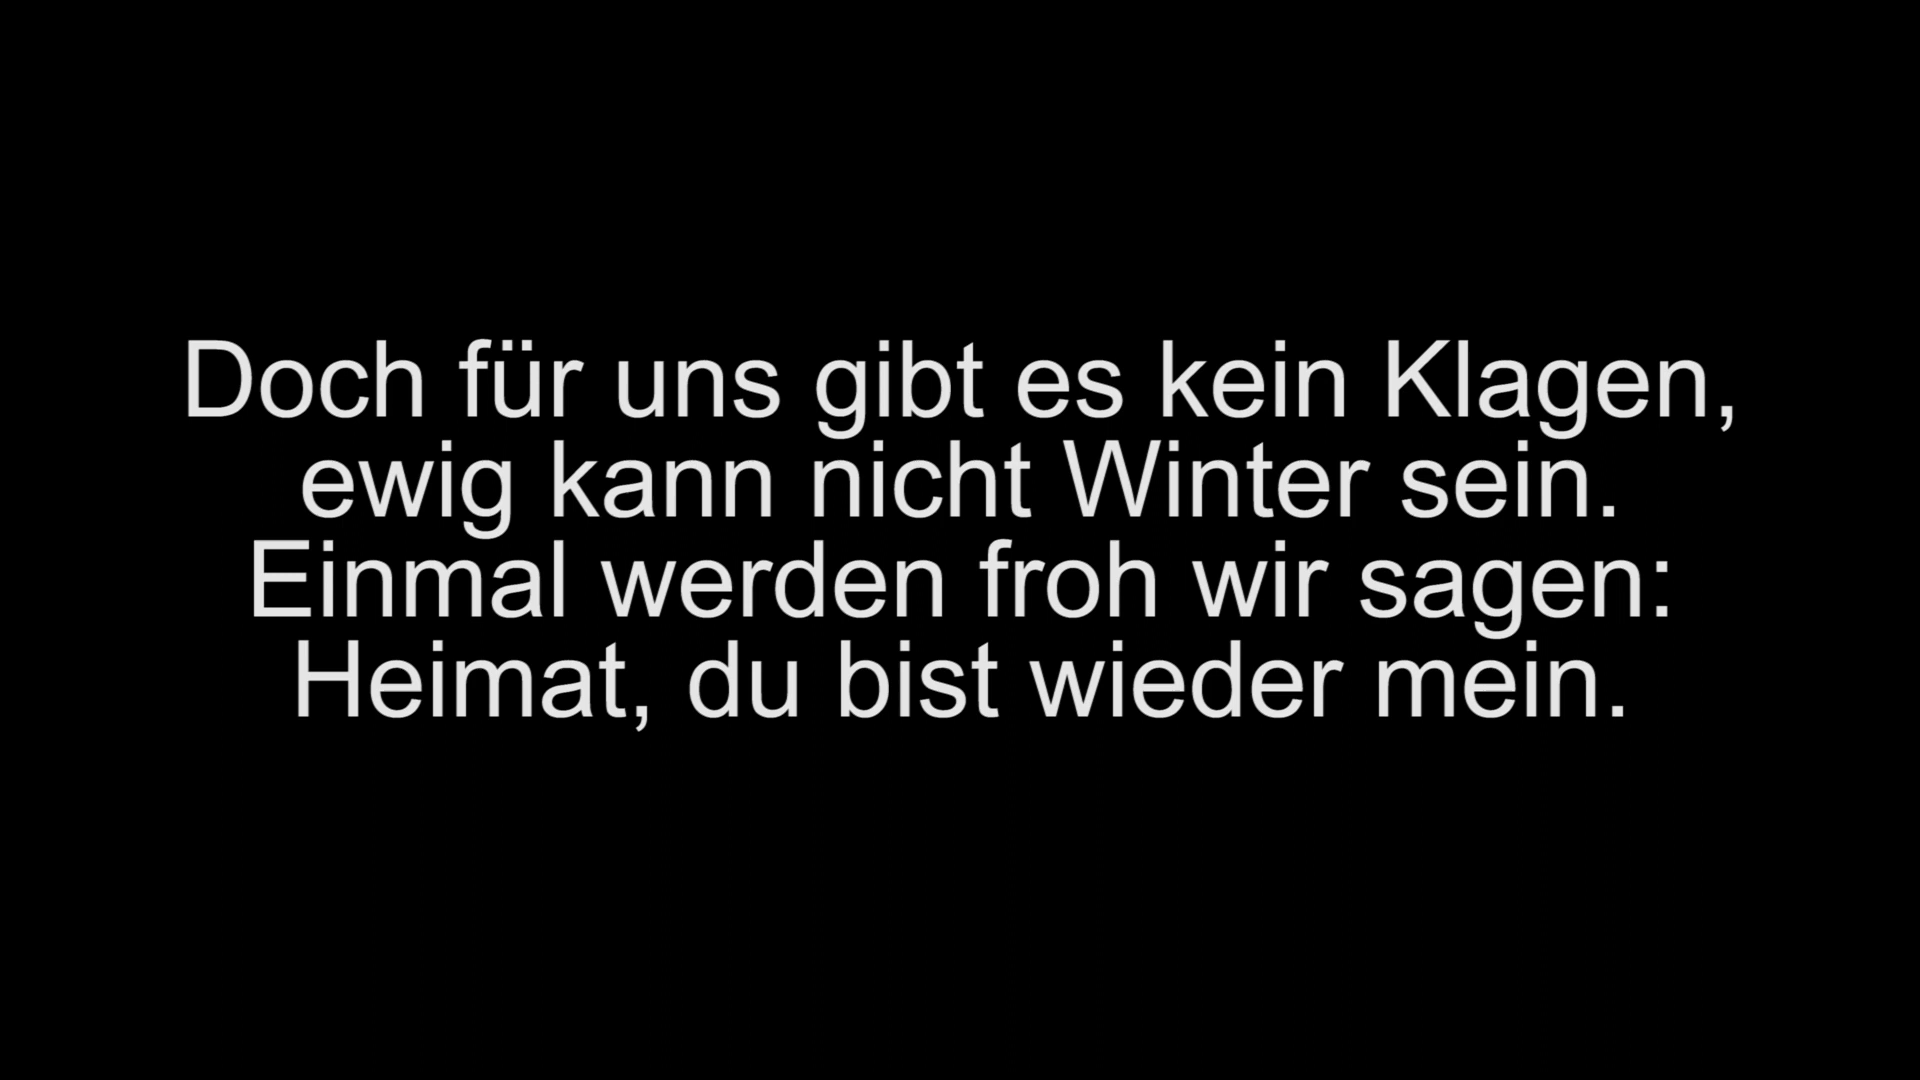 Doch für uns gibt es kein Klagen,
ewig kann nicht Winter sein.
Einmal werden froh wir sagen:
Heimat, du bist wieder mein.